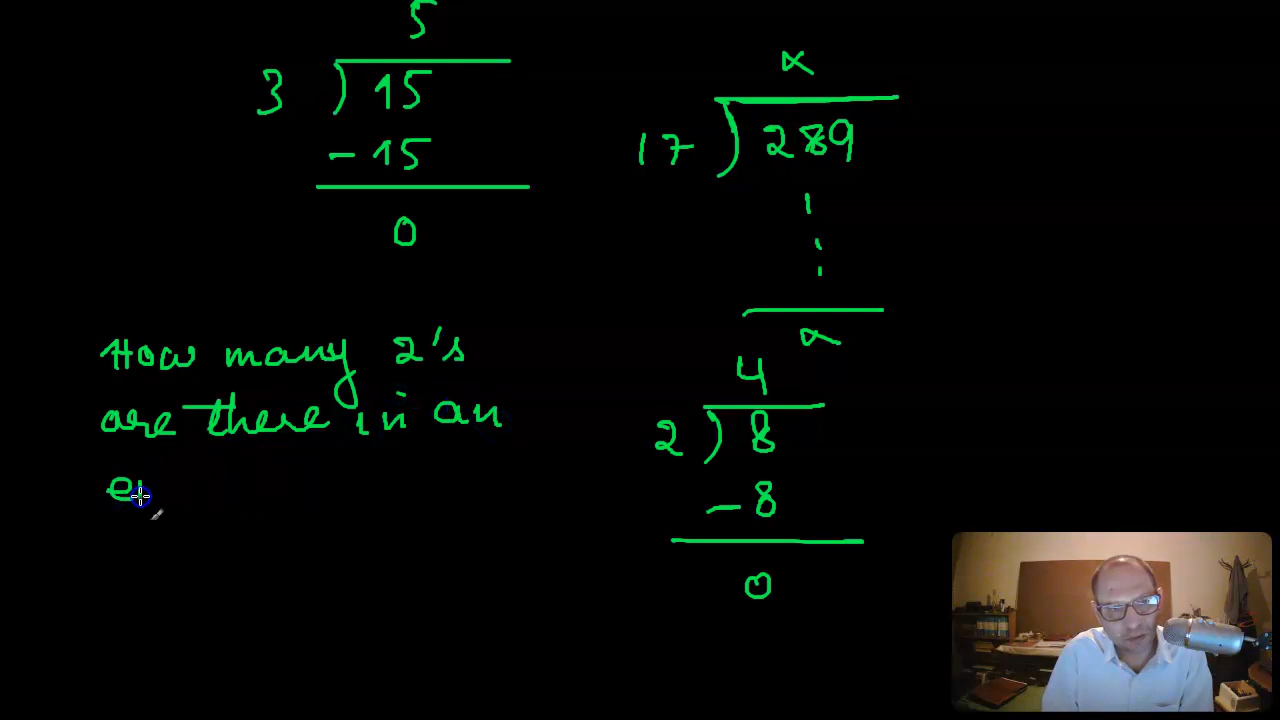 5
3 ) 15
- 15
0
17 ) 289
4
2 ) 8
- 8
0
How many 2's
are there in an